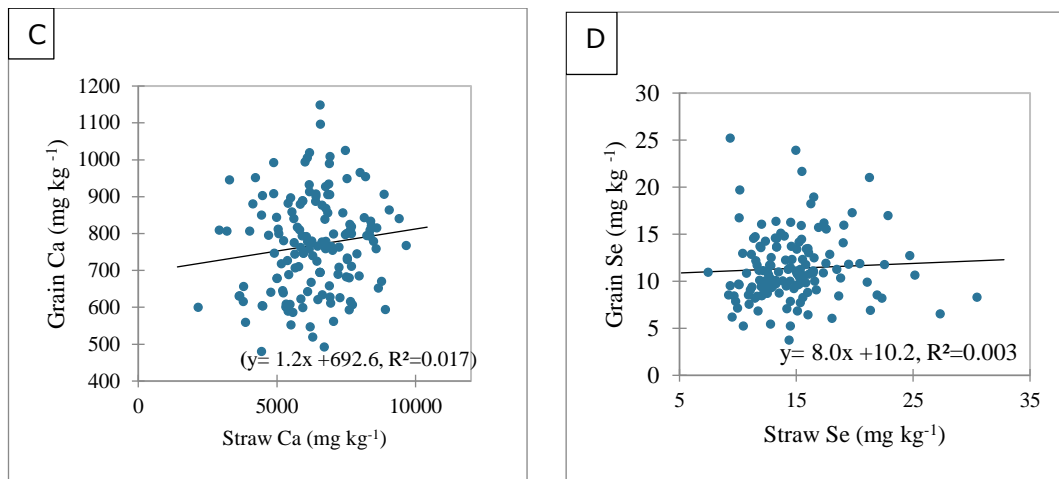 C
1200
1100
1000
900
800
700
600
500
400
Grain Ca (mg kg -1)
(y= 1.2x +692.6, R²=0.017)
0 5000 10000
Straw Ca (mg kg-1)
D
30
25
20
15
10
5
0
Grain Se (mg kg -1)
y= 8.0x +10.2, R²=0.003
5 15 25 35
Straw Se (mg kg-1)